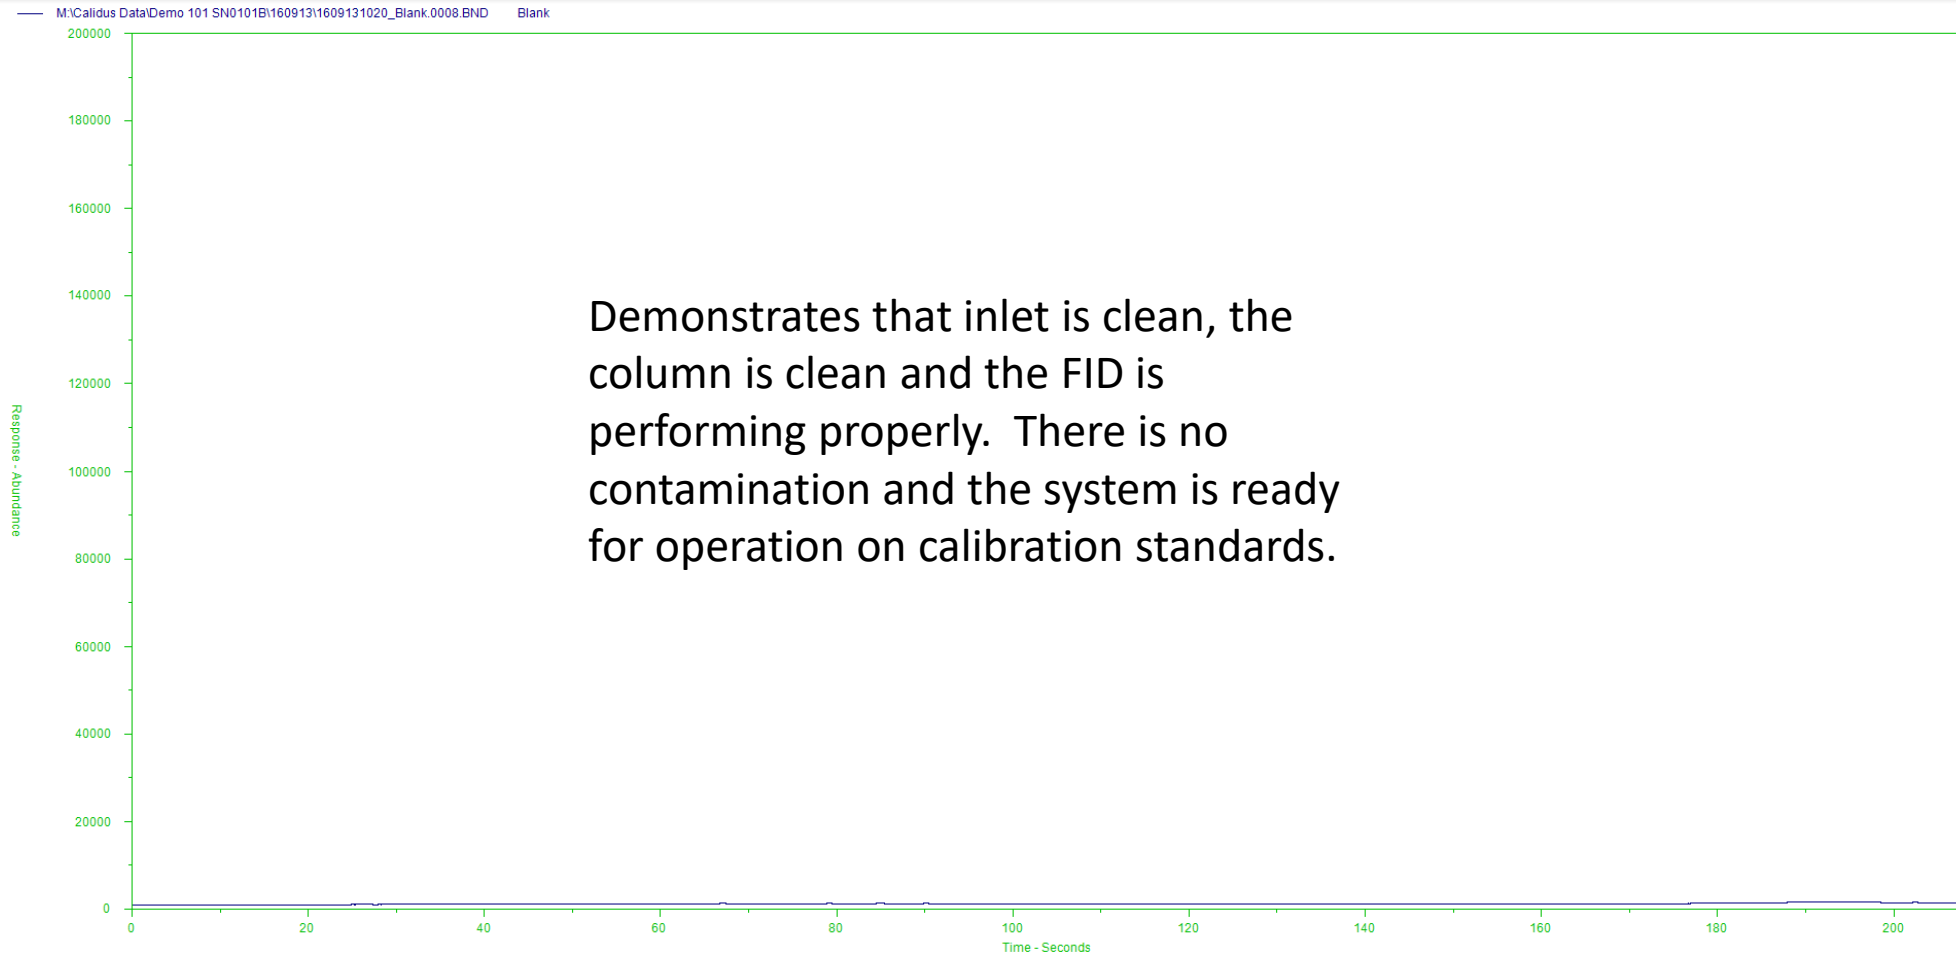 M:\Calidus Data\Demo 101 SN0101B\160913\1609131020_Blank.0008.BND Blank
200000
180000
160000
140000
120000
100000
80000
60000
40000
20000
0
Response - Abundance
Demonstrates that inlet is clean, the
column is clean and the FID is
performing properly.  There is no
contamination and the system is ready
for operation on calibration standards.
0 20 40 60 80 100 120 140 160 180 200
Time - Seconds